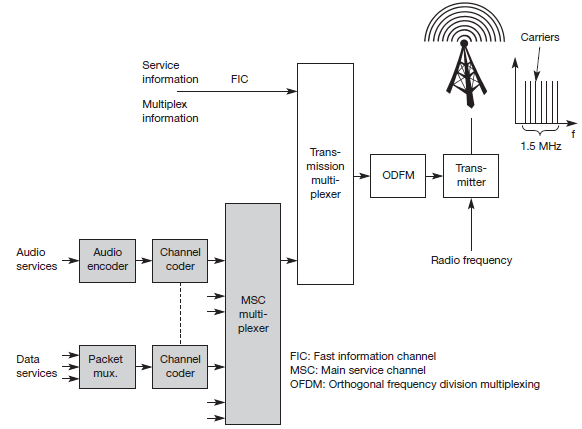 Carriers
Service
information
FIC
Multiplex
information
f
1.5 MHz
Trans-
mission
multi-
plexer
ODFM
Trans-
mitter
Radio frequency
Audio
services
Audio
encoder
Channel
coder
MSC
multi-
plexer
Data
services
Packet
mux.
Channel
coder
FIC: Fast information channel
MSC: Main service channel
OFDM: Orthogonal frequency division multiplexing